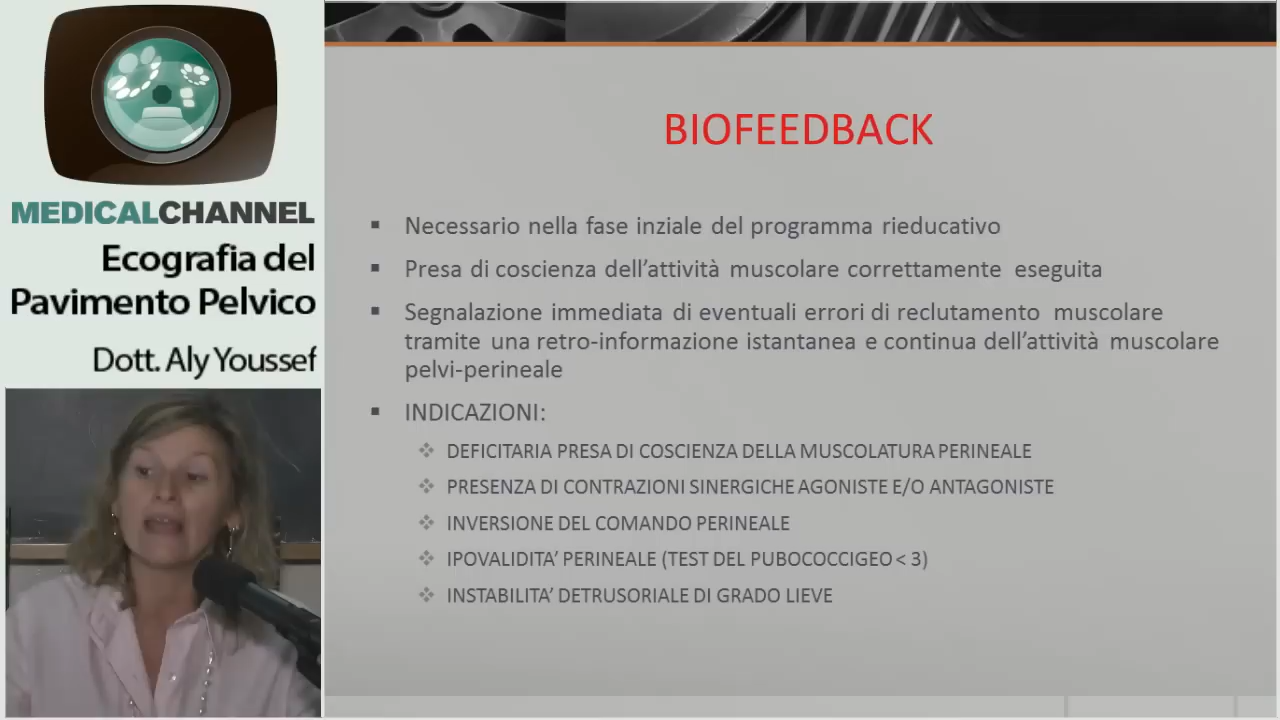 MEDICALCHANNEL
Ecografia del
Pavimento Pelvico
Dott. Aly Youssef
BIOFEEDBACK
Necessario nella fase inziale del programma rieducativo
Presa di coscienza dell'attività muscolare correttamente eseguita
Segnalazione immediata di eventuali errori di reclutamento muscolare
tramite una retro-informazione istantanea e continua dell'attività muscolare
pelvi-perineale
INDICAZIONI:
DEFICITARIA PRESA DI COSCIENZA DELLA MUSCOLATURA PERINEALE
PRESENZA DI CONTRAZIONI SINERGICHE AGONISTE E/O ANTAGONISTE
INVERSIONE DEL COMANDO PERINEALE
IPOVALIDITA' PERINEALE (TEST DEL PUBOCOCCIGEO < 3)
INSTABILITA' DETRUSORIALE DI GRADO LIEVE